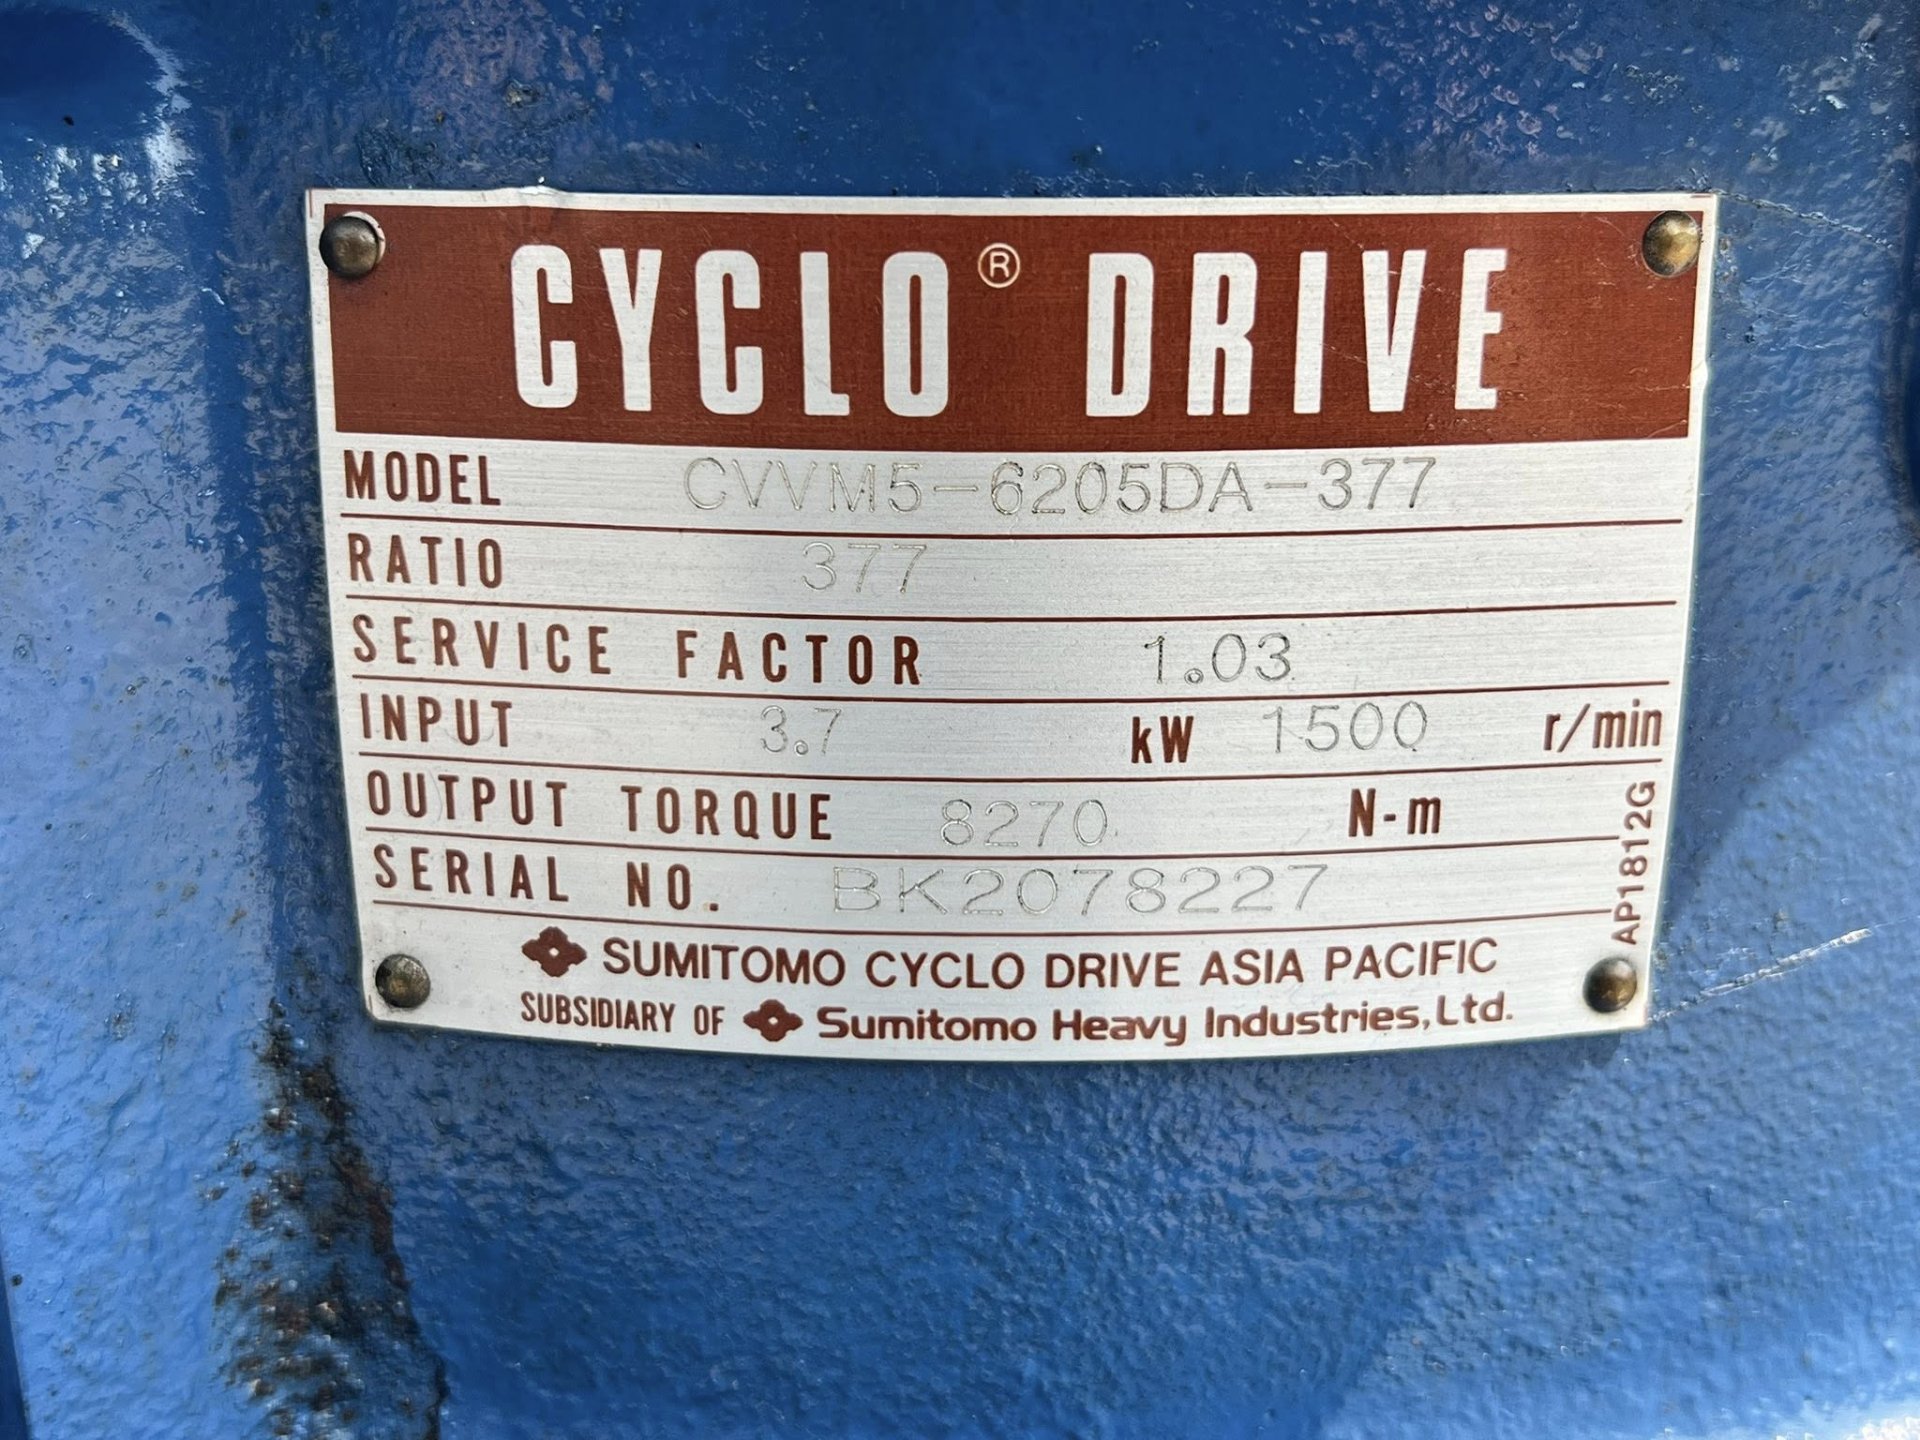 CYCLO® DRIVE
MODEL CVVM5-6205DA-377
RATIO 377
SERVICE FACTOR 1.03
INPUT 3.7 kW 1500 r/min
OUTPUT TORQUE 8270 N-m
SERIAL NO. BK2078227
AP1812G
SUMITOMO CYCLO DRIVE ASIA PACIFIC
SUBSIDIARY OF Sumitomo Heavy Industries, Ltd.